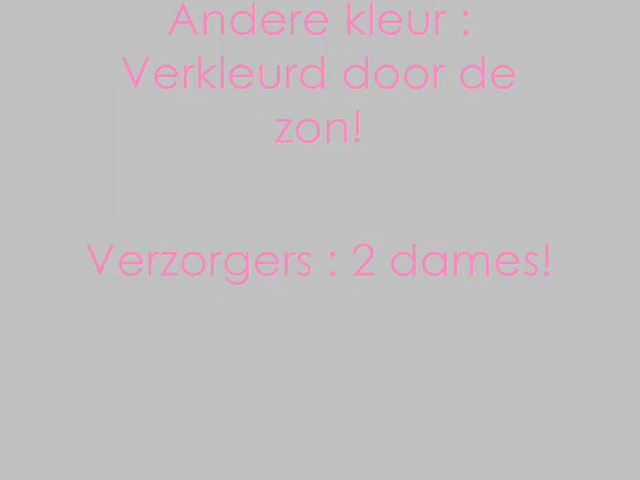 Andere kleur :
Verkleurd door de
zon!
Verzorgers : 2 dames!